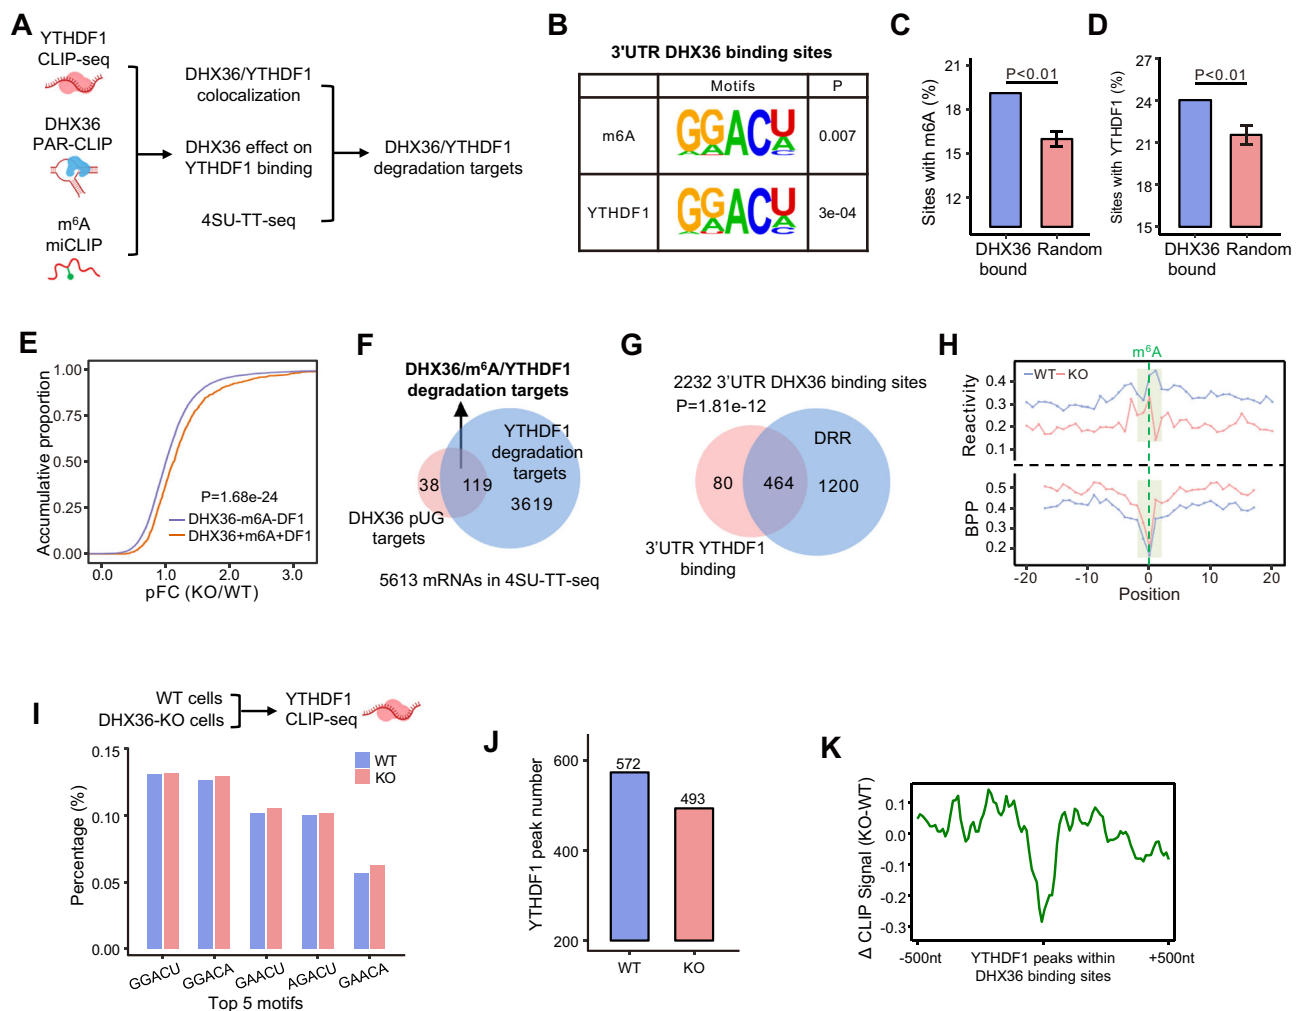 A
YTHDF1
CLIP-seq
DHX36
PAR-CLIP
m⁶A
miCLIP
DHX36/YTHDF1
colocalization
DHX36 effect on
YTHDF1 binding
4SU-TT-seq
DHX36/YTHDF1
degradation targets
B
3'UTR DHX36 binding sites
Motifs P
m6A GGACU 0.007
A A A
C
YTHDF1 GGACU 3e-04
A A A
C
C
Sites with m6A (%)
21
18
15
12
P<0.01
DHX36 Random
bound
D
Sites with YTHDF1 (%)
27
24
21
18
15
P<0.01
DHX36 Random
bound
E
Accumulative proportion
1.00
0.75
0.50
0.25
0.00
P=1.68e-24
DHX36-m6A-DF1
DHX36+m6A+DF1
0.0 1.0 2.0 3.0
pFC (KO/WT)
F
DHX36/m⁶A/YTHDF1
degradation targets
YTHDF1
degradation
targets
38 119
3619
DHX36 pUG
targets
5613 mRNAs in 4SU-TT-seq
G
2232 3'UTR DHX36 binding sites
P=1.81e-12
DRR
80 464 1200
3'UTR YTHDF1
binding
H
m⁶A
WT KO
Reactivity
0.4
0.3
0.2
0.1
BPP
0.5
0.4
0.3
0.2
-20 -10 0 10 20
Position
I
WT cells
DHX36-KO cells
YTHDF1
CLIP-seq
Percentage (%)
0.15
0.10
0.05
0.00
WT
KO
GGACU GGACA GAACU AGACU GAACA
Top 5 motifs
J
YTHDF1 peak number
600
400
200
572
493
WT KO
K
Δ CLIP Signal (KO-WT)
0.1
0.0
-0.1
-0.2
-0.3
-500nt YTHDF1 peaks within +500nt
DHX36 binding sites